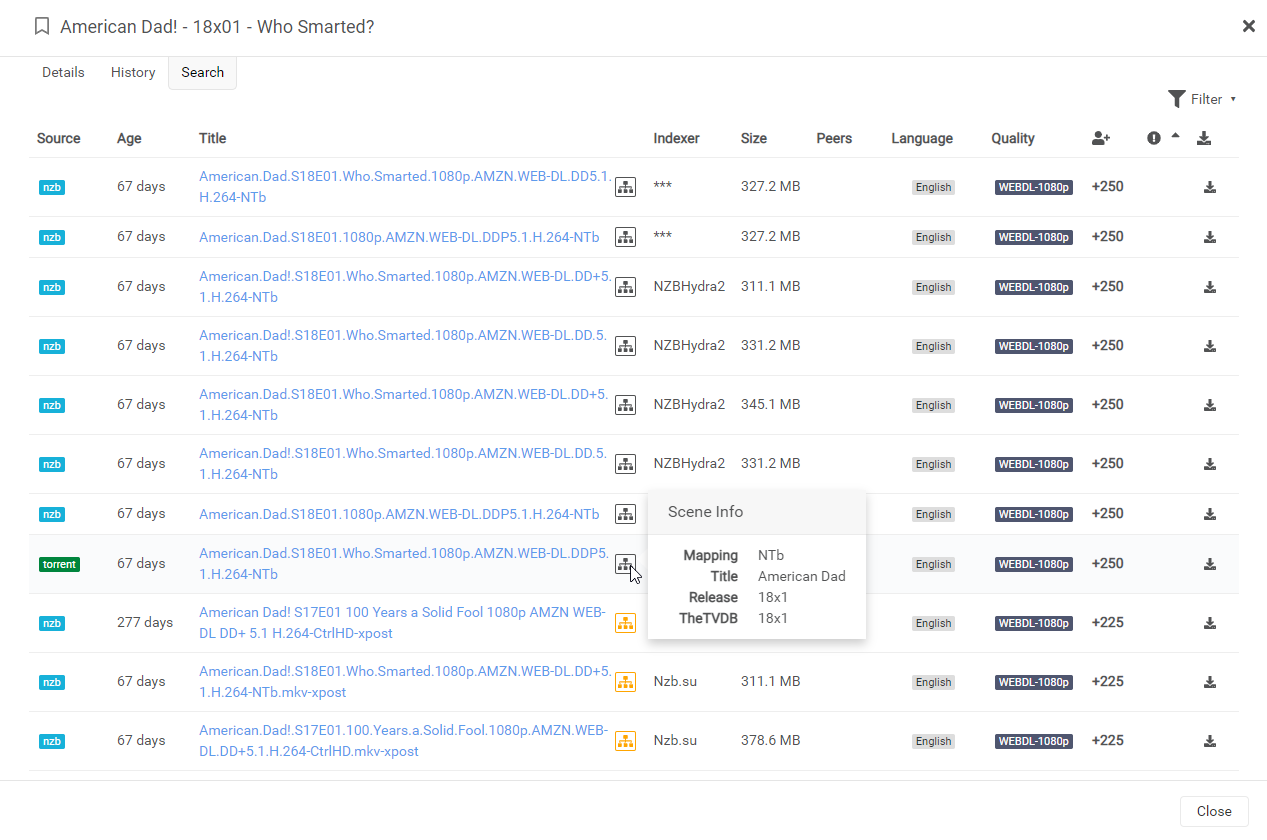 American Dad! - 18x01 - Who Smarted?
Details History Search
Filter
Source Age Title Indexer Size Peers Language Quality
nzb 67 days American.Dad.S18E01.Who.Smarted.1080p.AMZN.WEB-DL.DD5.1.
H.264-NTb *** 327.2 MB English WEBDL-1080p +250
nzb 67 days American.Dad.S18E01.1080p.AMZN.WEB-DL.DDP5.1.H.264-NTb *** 327.2 MB English WEBDL-1080p +250
nzb 67 days American.Dad!.S18E01.Who.Smarted.1080p.AMZN.WEB-DL.DD+5.
1.H.264-NTb NZBHydra2 311.1 MB English WEBDL-1080p +250
nzb 67 days American.Dad!.S18E01.Who.Smarted.1080p.AMZN.WEB-DL.DD.5.
1.H.264-NTb NZBHydra2 331.2 MB English WEBDL-1080p +250
nzb 67 days American.Dad.S18E01.Who.Smarted.1080p.AMZN.WEB-DL.DD+5.
1.H.264-NTb NZBHydra2 345.1 MB English WEBDL-1080p +250
nzb 67 days American.Dad!.S18E01.Who.Smarted.1080p.AMZN.WEB-DL.DD.5.
1.H.264-NTb NZBHydra2 331.2 MB English WEBDL-1080p +250
nzb 67 days American.Dad.S18E01.1080p.AMZN.WEB-DL.DDP5.1.H.264-NTb English WEBDL-1080p +250
Scene Info
Mapping NTb
Title American Dad
Release 18x1
TheTVDB 18x1
torrent 67 days American.Dad.S18E01.Who.Smarted.1080p.AMZN.WEB-DL.DDP5.
1.H.264-NTb English WEBDL-1080p +250
nzb 277 days American Dad! S17E01 100 Years a Solid Fool 1080p AMZN WEB-
DL DD+ 5.1 H.264-CtrlHD-xpost English WEBDL-1080p +225
nzb 67 days American.Dad!.S18E01.Who.Smarted.1080p.AMZN.WEB-DL.DD+5.
1.H.264-NTb.mkv-xpost Nzb.su 311.1 MB English WEBDL-1080p +225
nzb 67 days American.Dad!.S17E01.100.Years.a.Solid.Fool.1080p.AMZN.WEB-
DL.DD+5.1.H.264-CtrlHD.mkv-xpost Nzb.su 378.6 MB English WEBDL-1080p +225
Close